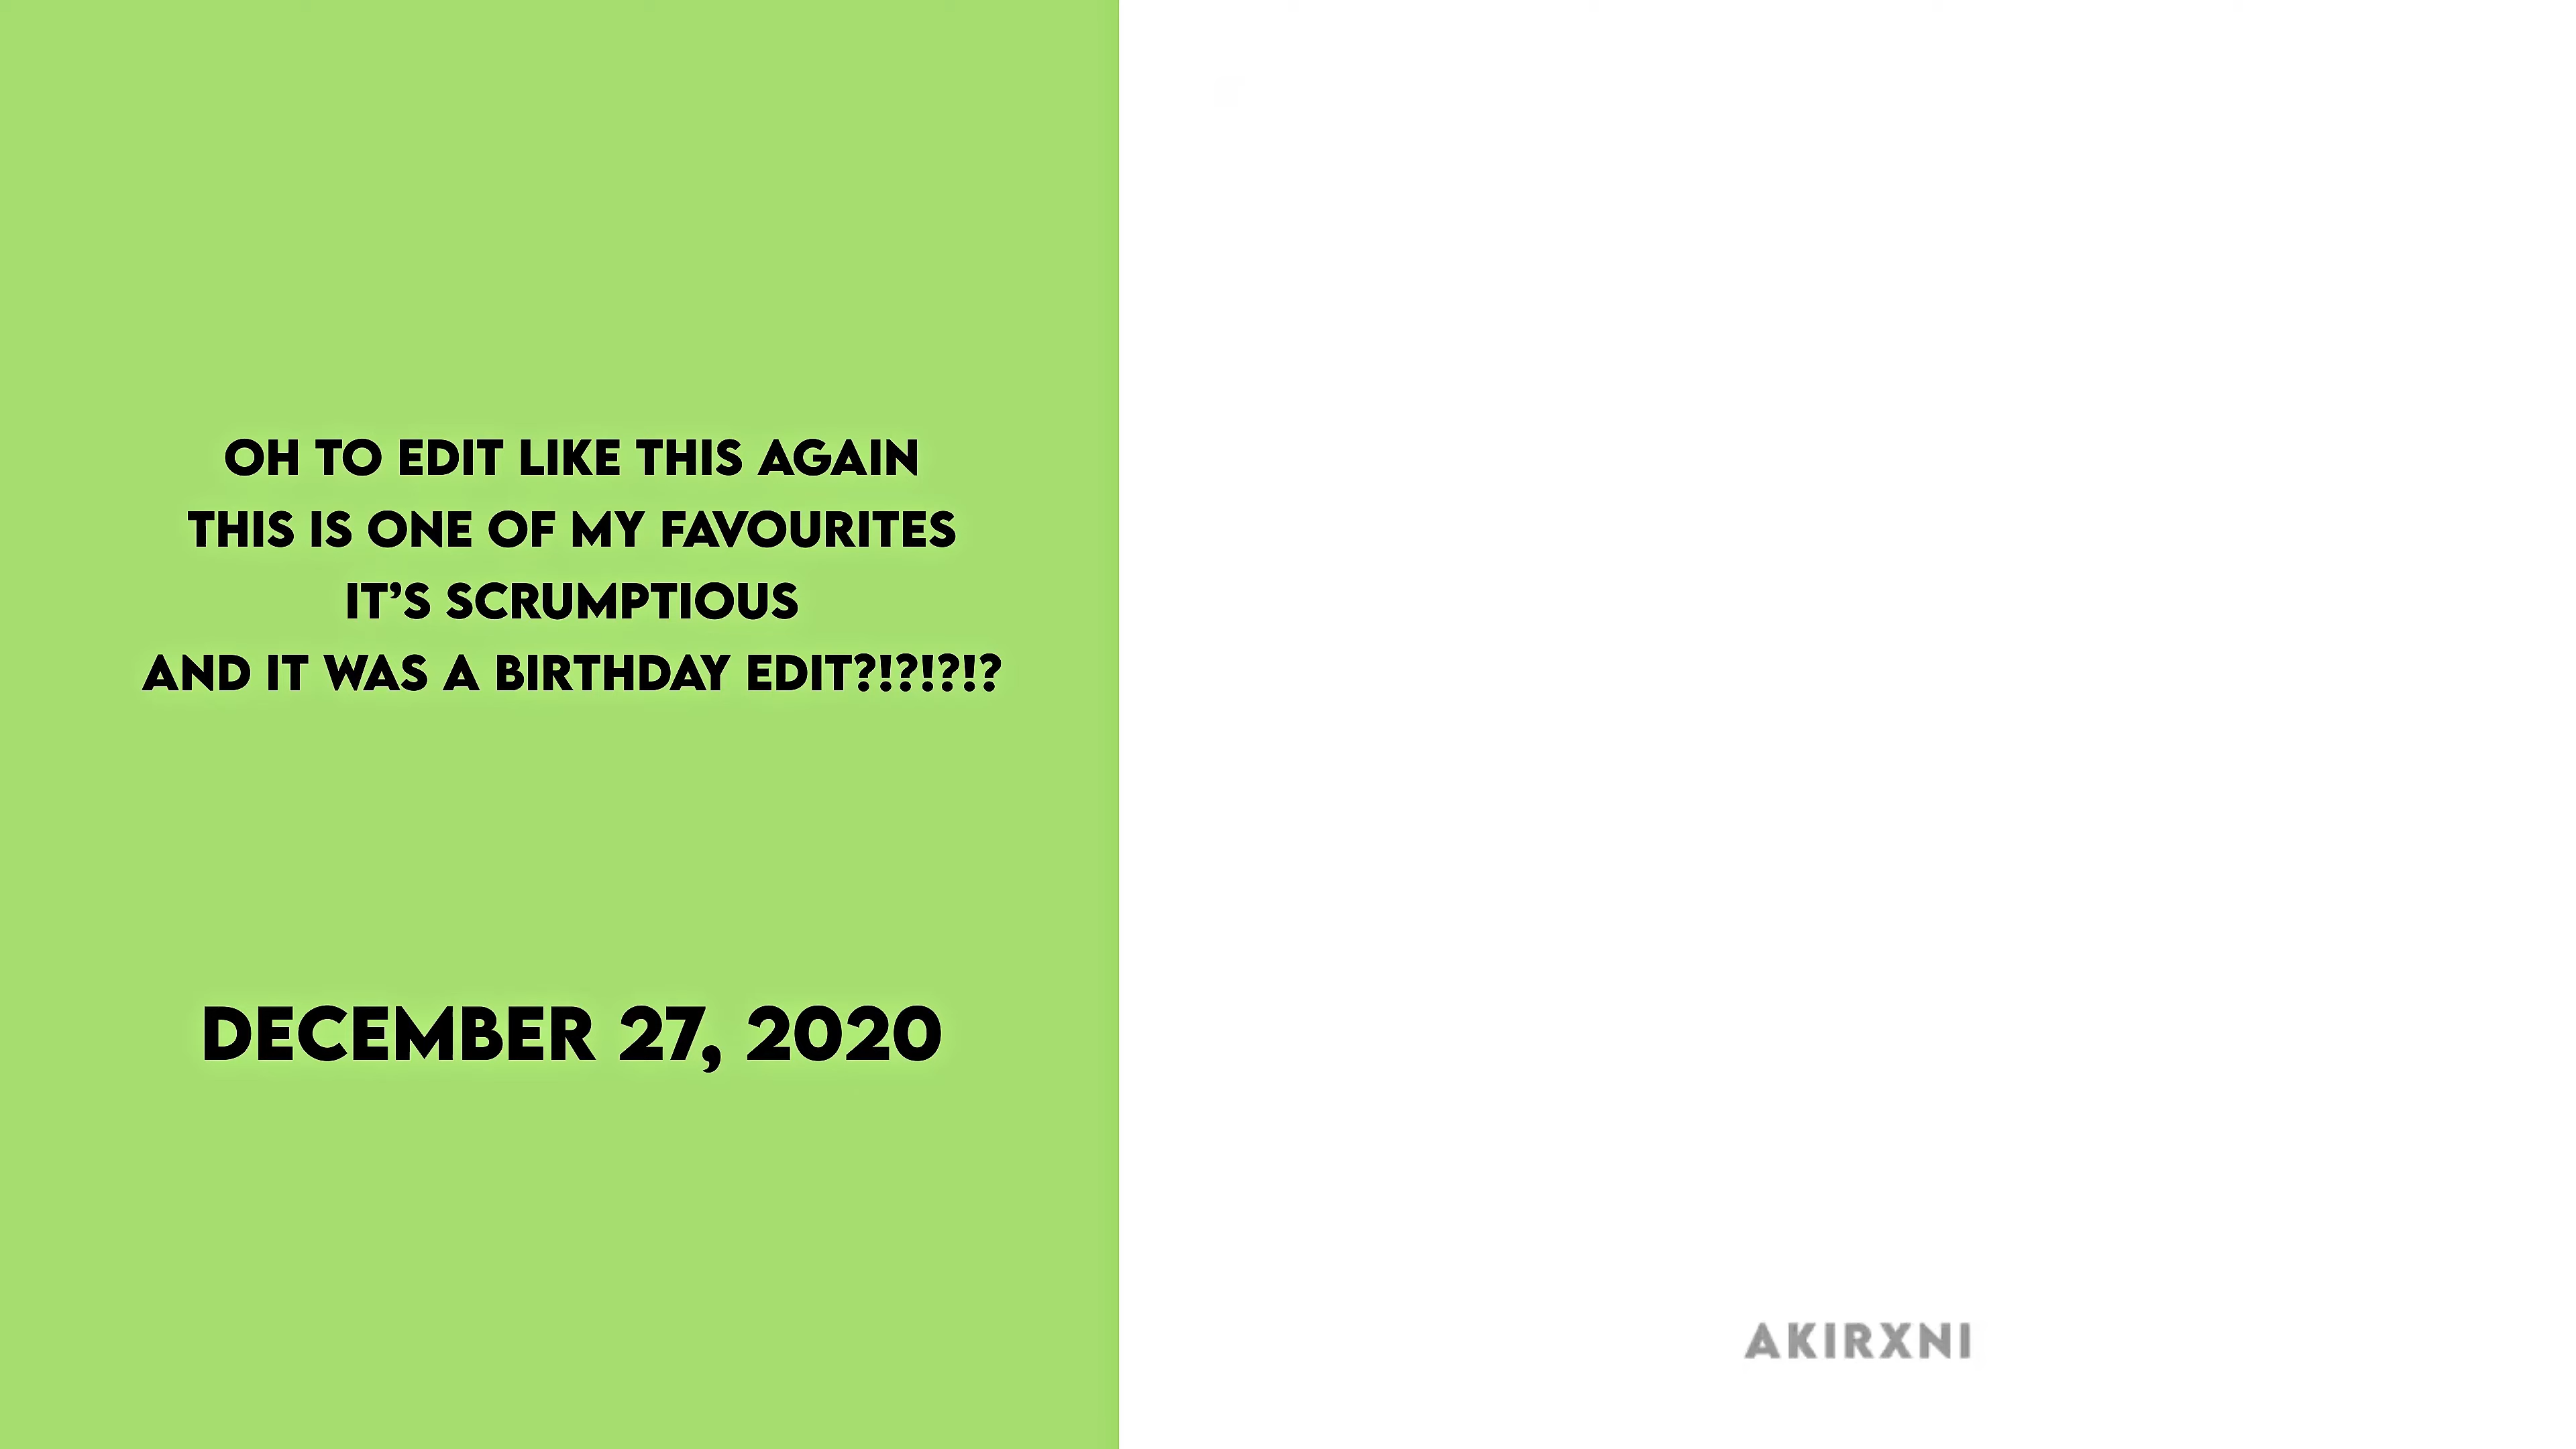 OH TO EDIT LIKE THIS AGAIN
THIS IS ONE OF MY FAVOURITES
IT’S SCRUMPTIOUS
AND IT WAS A BIRTHDAY EDIT?!?!?!?
DECEMBER 27, 2020
AKIRXNI